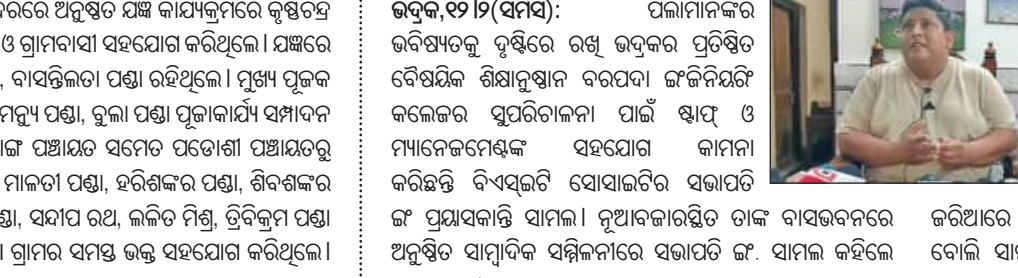 ଦରରେ ଅନୁଷ୍ଠିତ ଯଜ୍ଞ କାର୍ଯ୍ୟକ୍ରମରେ କୃଷ୍ଣଚନ୍ଦ୍ର
ଓ ଗ୍ରାମବାସୀ ସହଯୋଗ କରିଥିଲେ । ଯଜ୍ଞରେ
, ବାସନ୍ତିଲତା ପଣ୍ଡା ରହିଥିଲେ । ମୁଖ୍ୟ ପୂଜକ
ମନ୍ୟୁ ପଣ୍ଡା, ବୁଲା ପଣ୍ଡା ପୂଜାକାର୍ଯ୍ୟ ସମ୍ପାଦନ
ଙ୍ଗ ପଞ୍ଚାୟତ ସମେତ ପଡୋଶୀ ପଞ୍ଚାୟତରୁ
ମାଳତୀ ପଣ୍ଡା, ହରିଶଙ୍କର ପଣ୍ଡା, ଶିବଶଙ୍କର
ଣ୍ଡା, ସନ୍ଦୀପ ରଥ, ଲଳିତ ମିଶ୍ର, ତ୍ରିବିକ୍ରମ ପଣ୍ଡା
ଗ୍ରାମର ସମସ୍ତ ଭକ୍ତ ସହଯୋଗ କରିଥିଲେ ।
ଭଦ୍ରକ,୧୨।୨(ସମିସ): ପିଲାମାନଙ୍କର
ଭବିଷ୍ୟତକୁ ଦୃଷ୍ଟିରେ ରଖି ଭଦ୍ରକର ପ୍ରତିଷ୍ଠିତ
ବୈଷୟିକ ଶିକ୍ଷାନୁଷ୍ଠାନ ବରପଦା ଇଂଜିନିୟରିଂ
କଲେଜର ସୁପରିଚାଳନା ପାଇଁ ଷ୍ଟାଫ୍ ଓ
ମ୍ୟାନେଜମେଣ୍ଟଙ୍କ ସହଯୋଗ କାମନା
କରିଛନ୍ତି ବିଏସ୍ଇଟି ସୋସାଇଟିର ସଭାପତି
ଇଂ ପ୍ରୟାସକାନ୍ତି ସାମଲ । ନୂଆବଜାରସ୍ଥିତ ତାଙ୍କ ବାସଭବନରେ
ଅନୁଷ୍ଠିତ ସାମ୍ବାଦିକ ସମ୍ମିଳନୀରେ ସଭାପତି ଇଂ. ସାମଲ କହିଲେ
ଜରିଆରେ
ବୋଲି